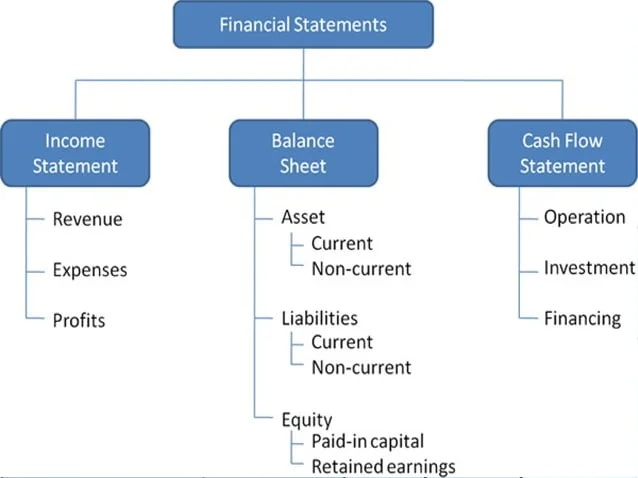 Financial Statements
Income
Statement
Balance
Sheet
Cash Flow
Statement
Revenue
Expenses
Profits
Asset
Current
Non-current
Liabilities
Current
Non-current
Equity
Paid-in capital
Retained earnings
Operation
Investment
Financing